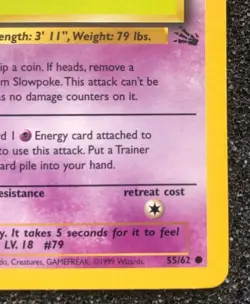 ength: 3' 11", Weight: 79 lbs.
ip a coin. If heads, remove a
m Slowpoke. This attack can't be
as no damage counters on it.
rd 1 Energy card attached to
to use this attack. Put a Trainer
ard pile into your hand.
esistance retreat cost
y. It takes 5 seconds for it to feel
LV. 18 #79
do, Creatures, GAMEFREAK. ©1999 Wizards. 55/62